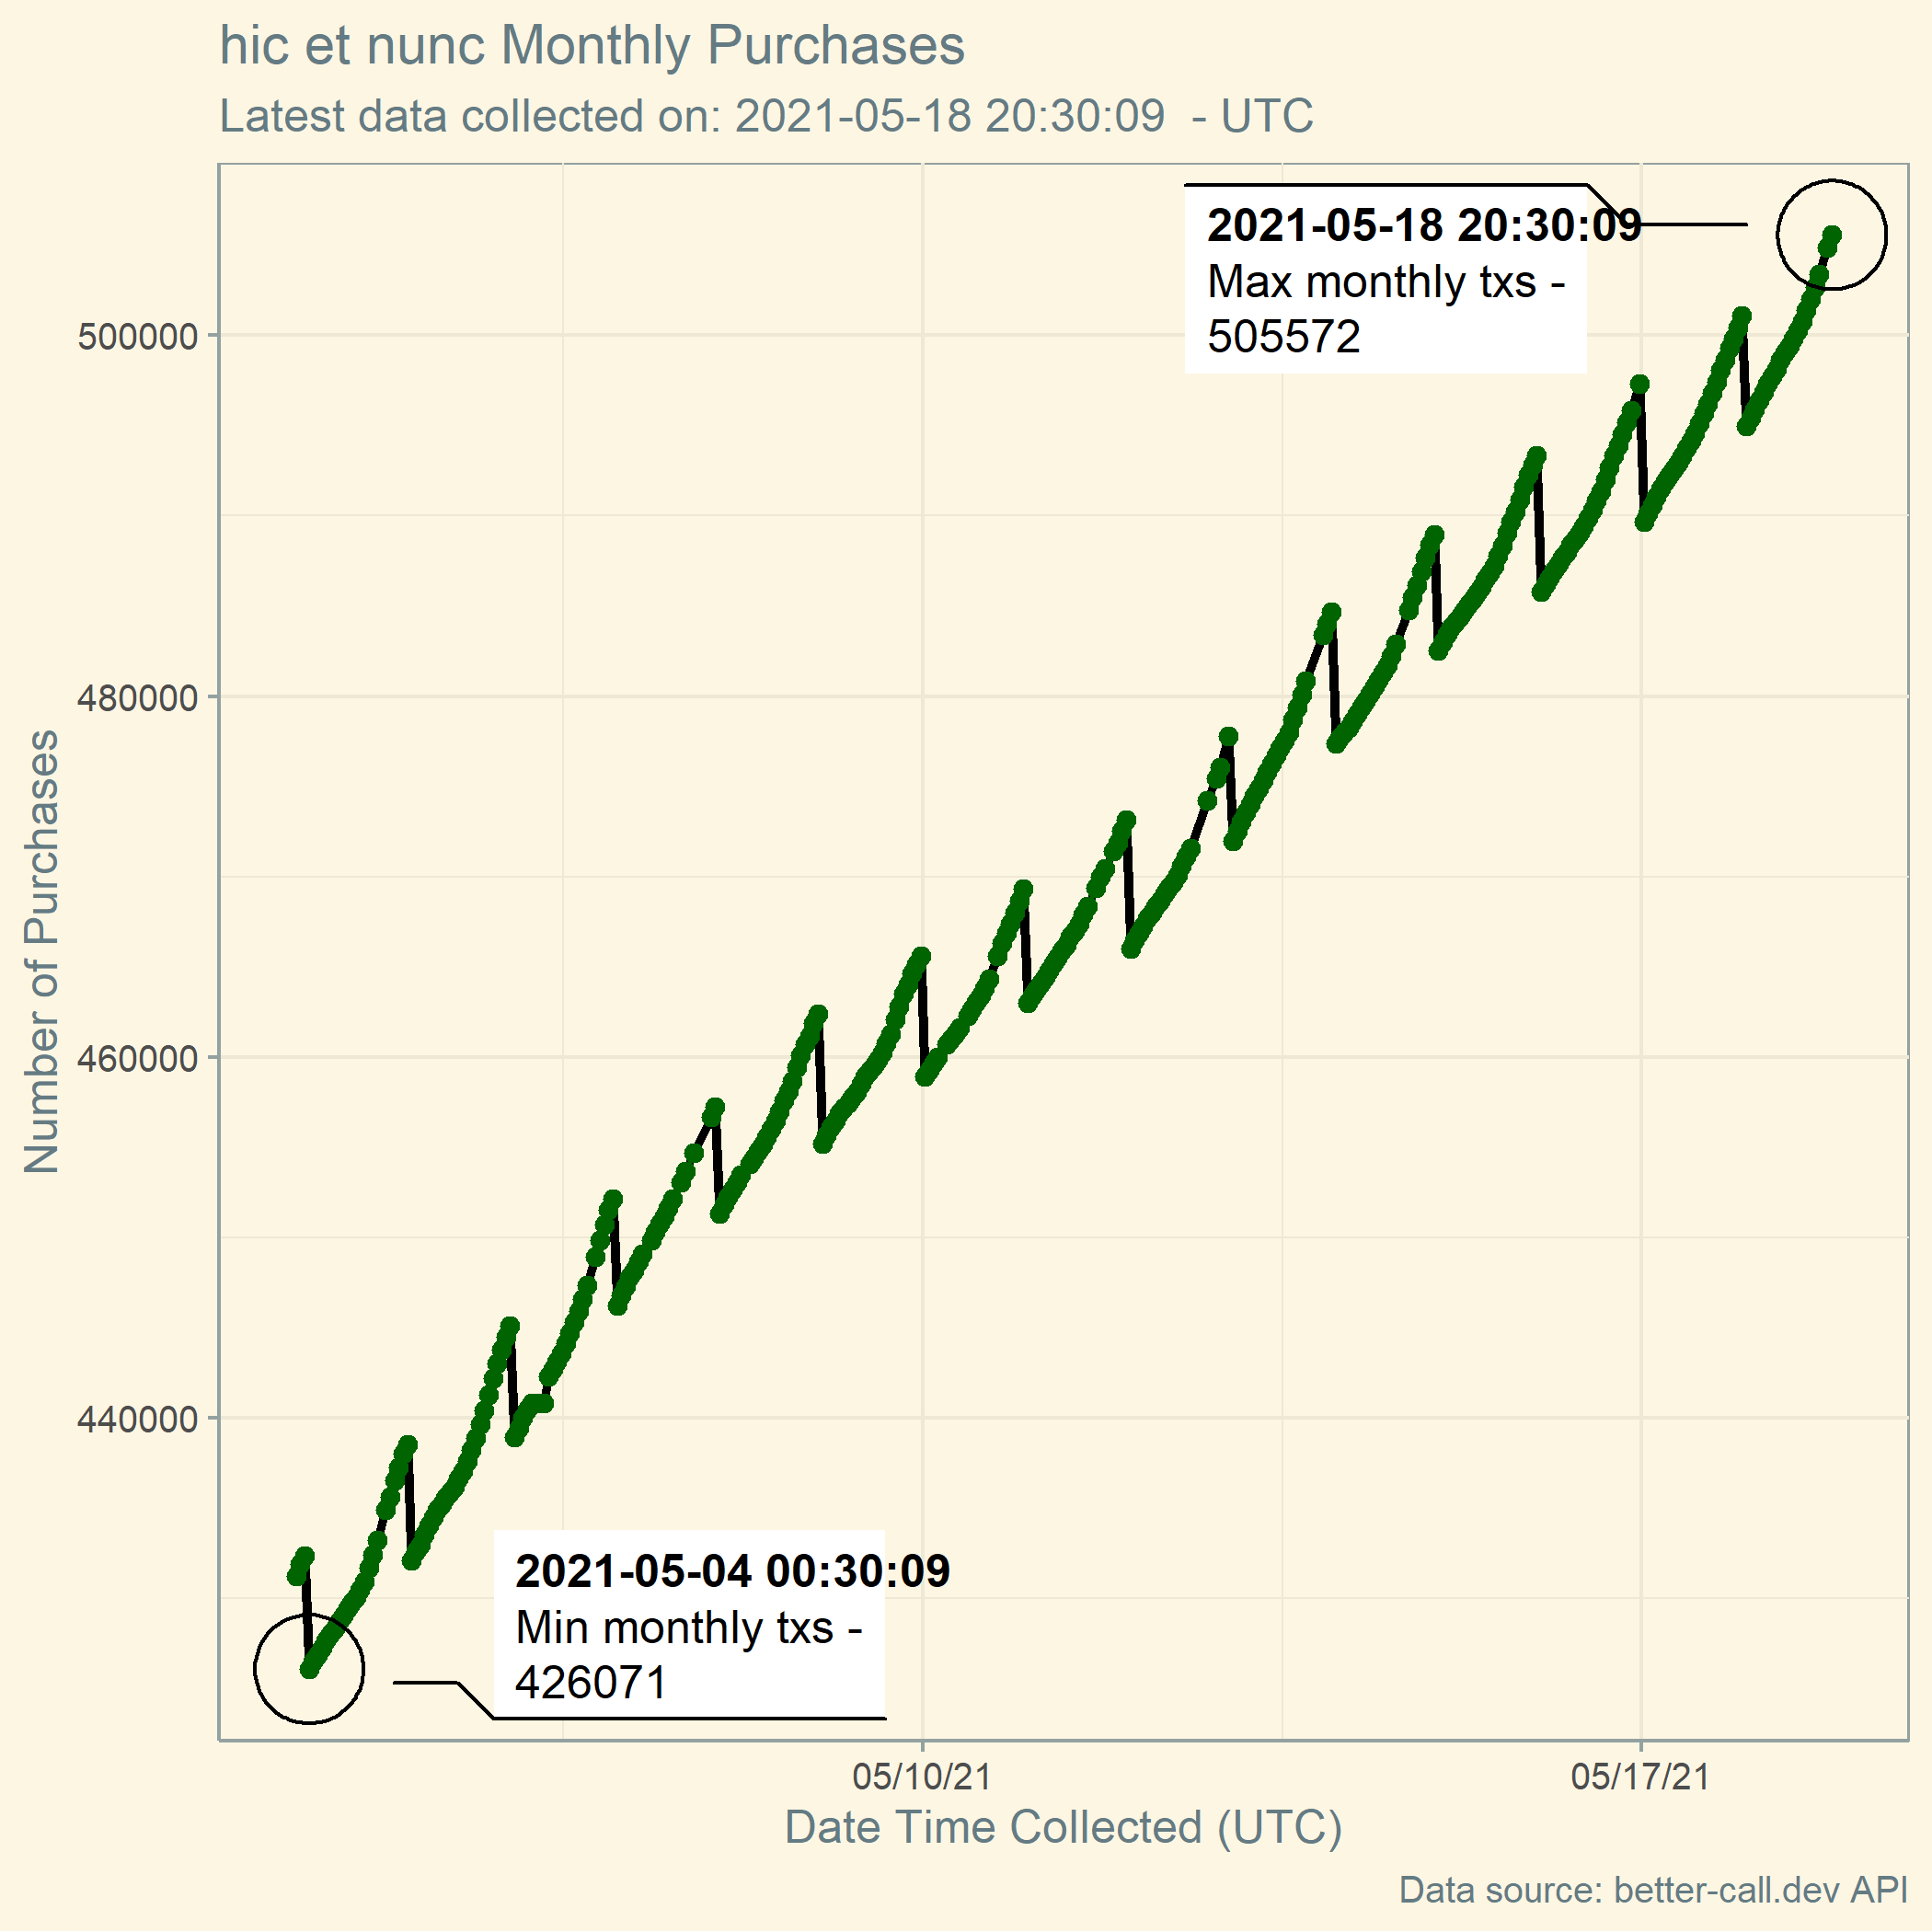 hic et nunc Monthly Purchases
Latest data collected on: 2021-05-18 20:30:09 - UTC
2021-05-18 20:30:09
Max monthly txs -
505572
500000
480000
460000
440000
Number of Purchases
2021-05-04 00:30:09
Min monthly txs -
426071
05/10/21
05/17/21
Date Time Collected (UTC)
Data source: better-call.dev API